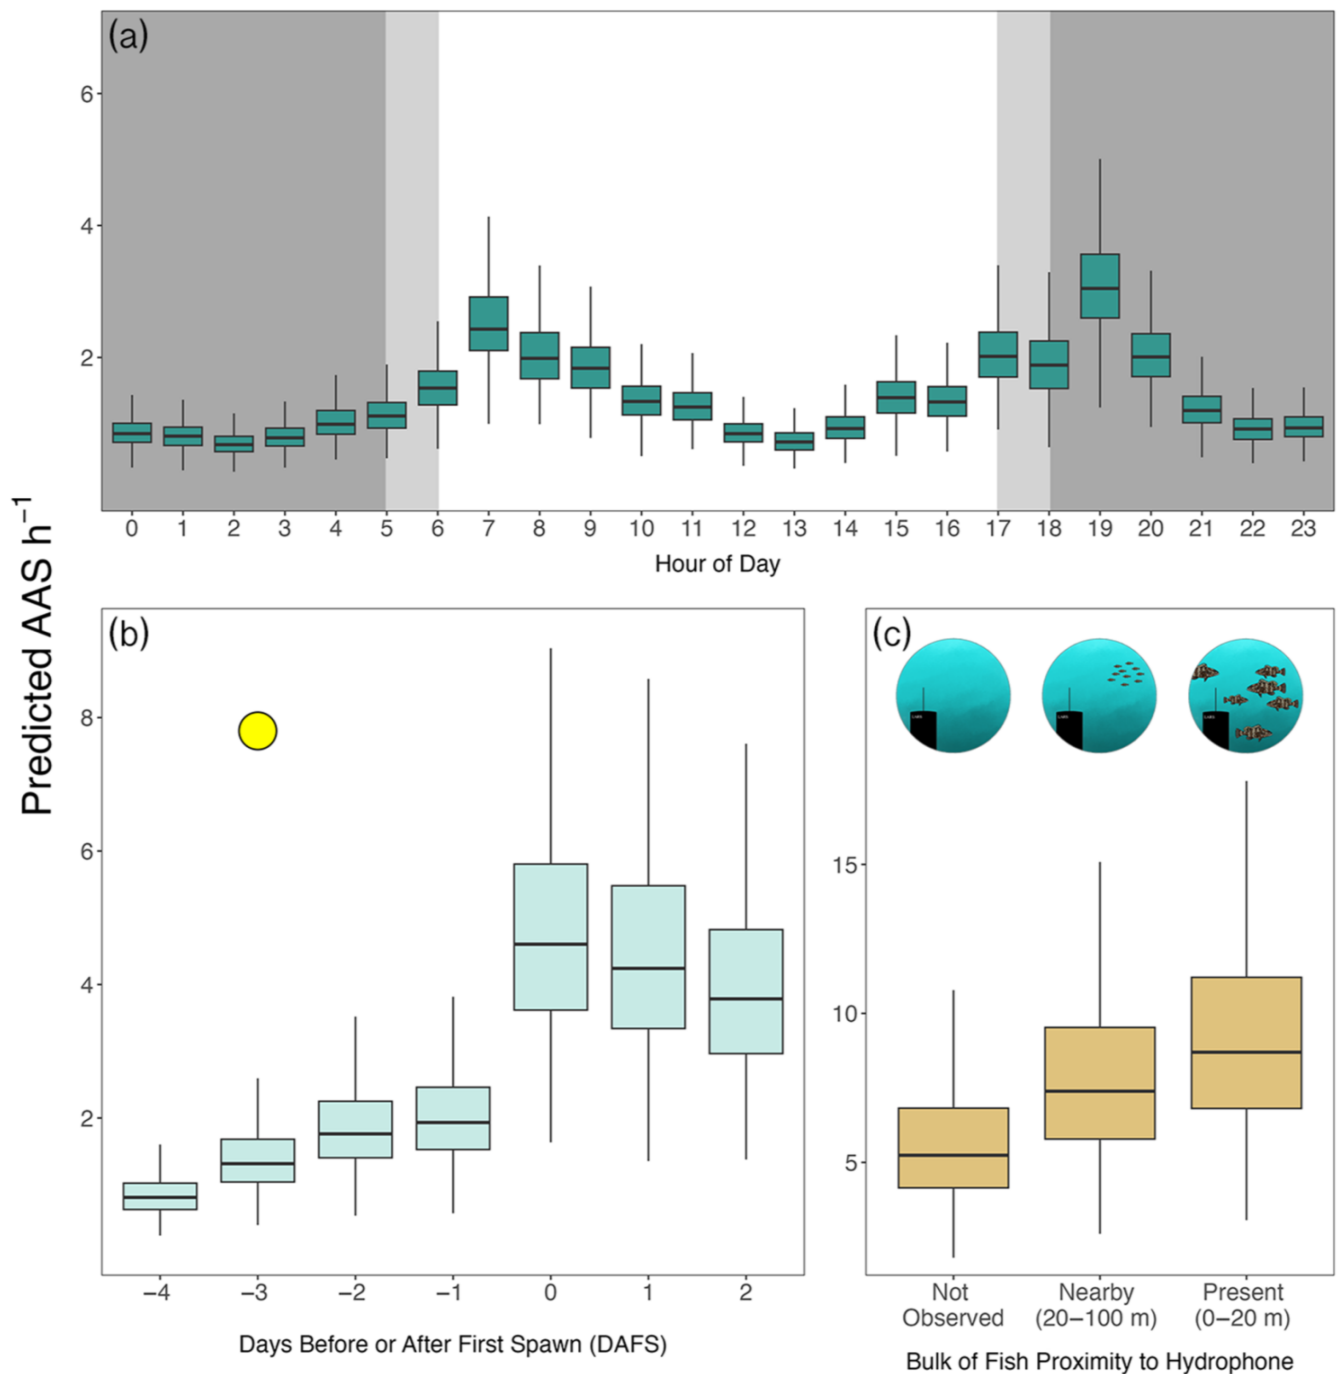 (a)
6
4
2
0 1 2 3 4 5 6 7 8 9 10 11 12 13 14 15 16 17 18 19 20 21 22 23
Hour of Day
Predicted AAS h⁻¹
(b)
8
6
4
2
−4 −3 −2 −1 0 1 2
Days Before or After First Spawn (DAFS)
(c)
15
10
5
Not Observed
Nearby (20−100 m)
Present (0−20 m)
Bulk of Fish Proximity to Hydrophone